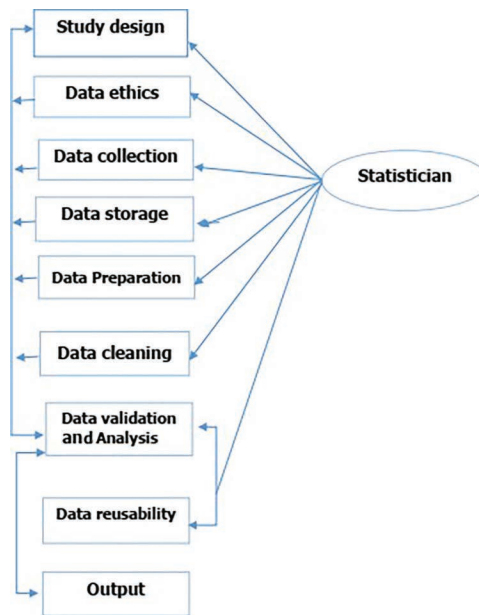 Study design
Data ethics
Data collection
Statistician
Data storage
Data Preparation
Data cleaning
Data validation
and Analysis
Data reusability
Output